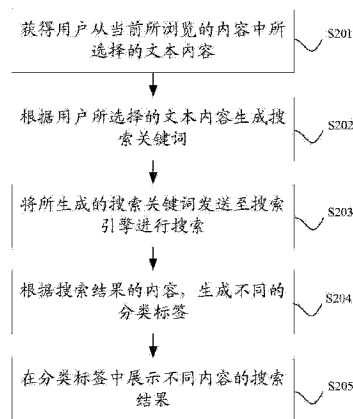 获得用户从当前所浏览的内容中所
选择的文本内容
S201
根据用户所选择的文本内容生成搜
索关键词
S202
将所生成的搜索关键词发送至搜索
引擎进行搜索
S203
根据搜索结果的内容，生成不同的
分类标签
S204
在分类标签中展示不同内容的搜索
结果
S205